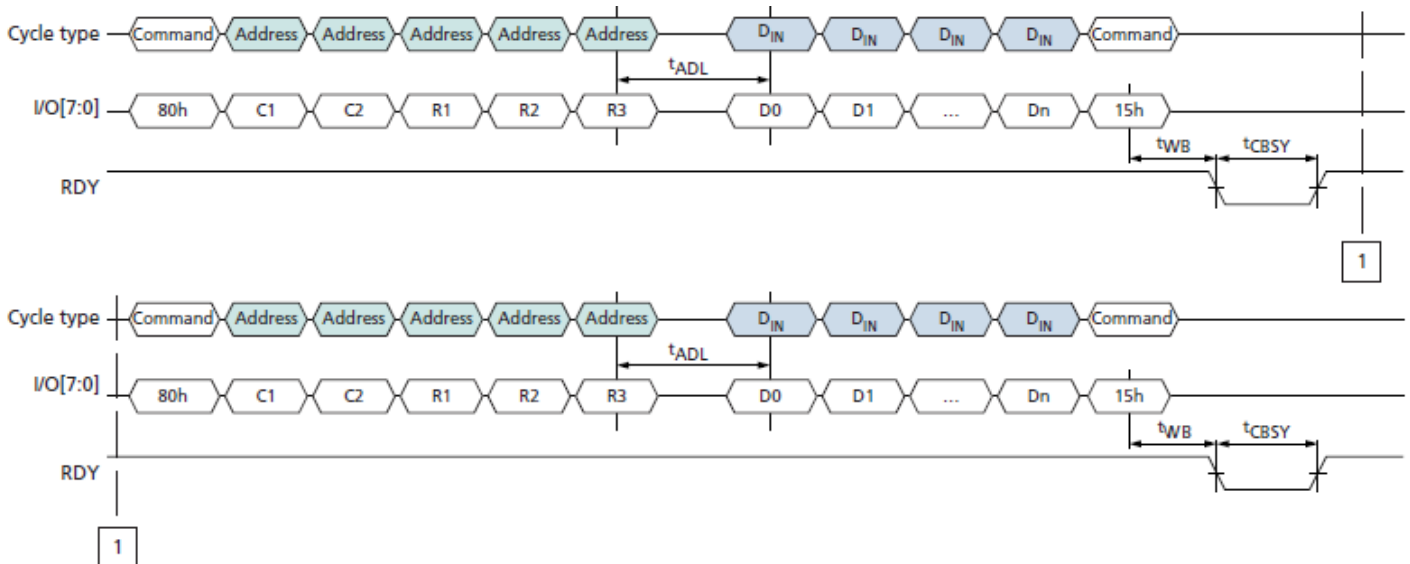 Cycle type Command Address Address Address Address Address DIN DIN DIN DIN Command
tADL
I/O[7:0] 80h C1 C2 R1 R2 R3 D0 D1 ... Dn 15h
tWB tCBSY
RDY
1
Cycle type Command Address Address Address Address Address DIN DIN DIN DIN Command
tADL
I/O[7:0] 80h C1 C2 R1 R2 R3 D0 D1 ... Dn 15h
tWB tCBSY
RDY
1